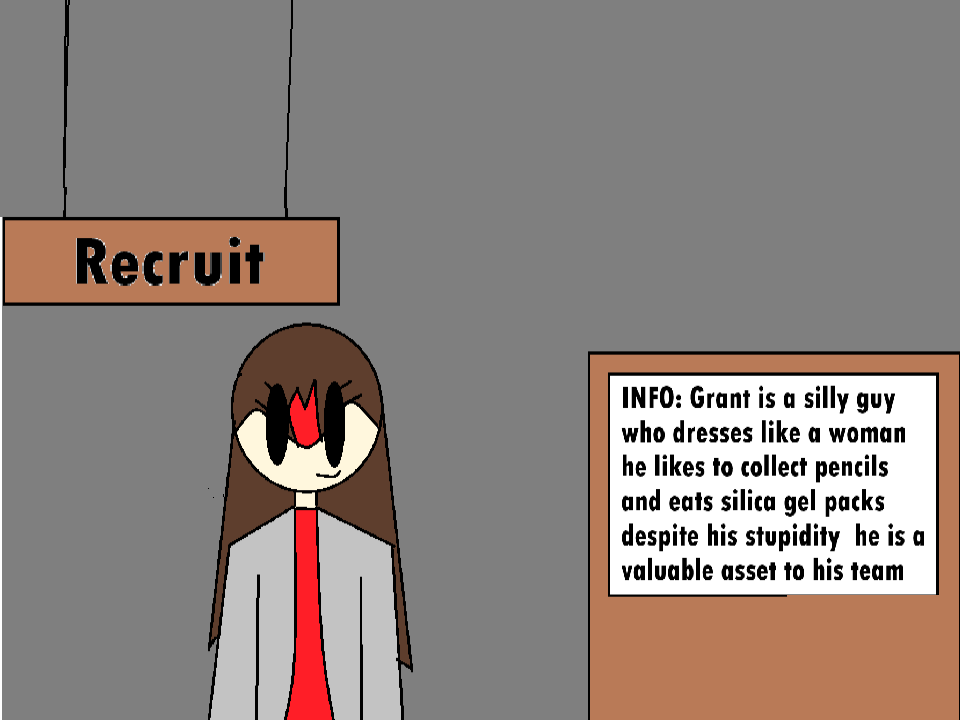 Recruit
INFO: Grant is a silly guy
who dresses like a woman
he likes to collect pencils
and eats silica gel packs
despite his stupidity  he is a
valuable asset to his team